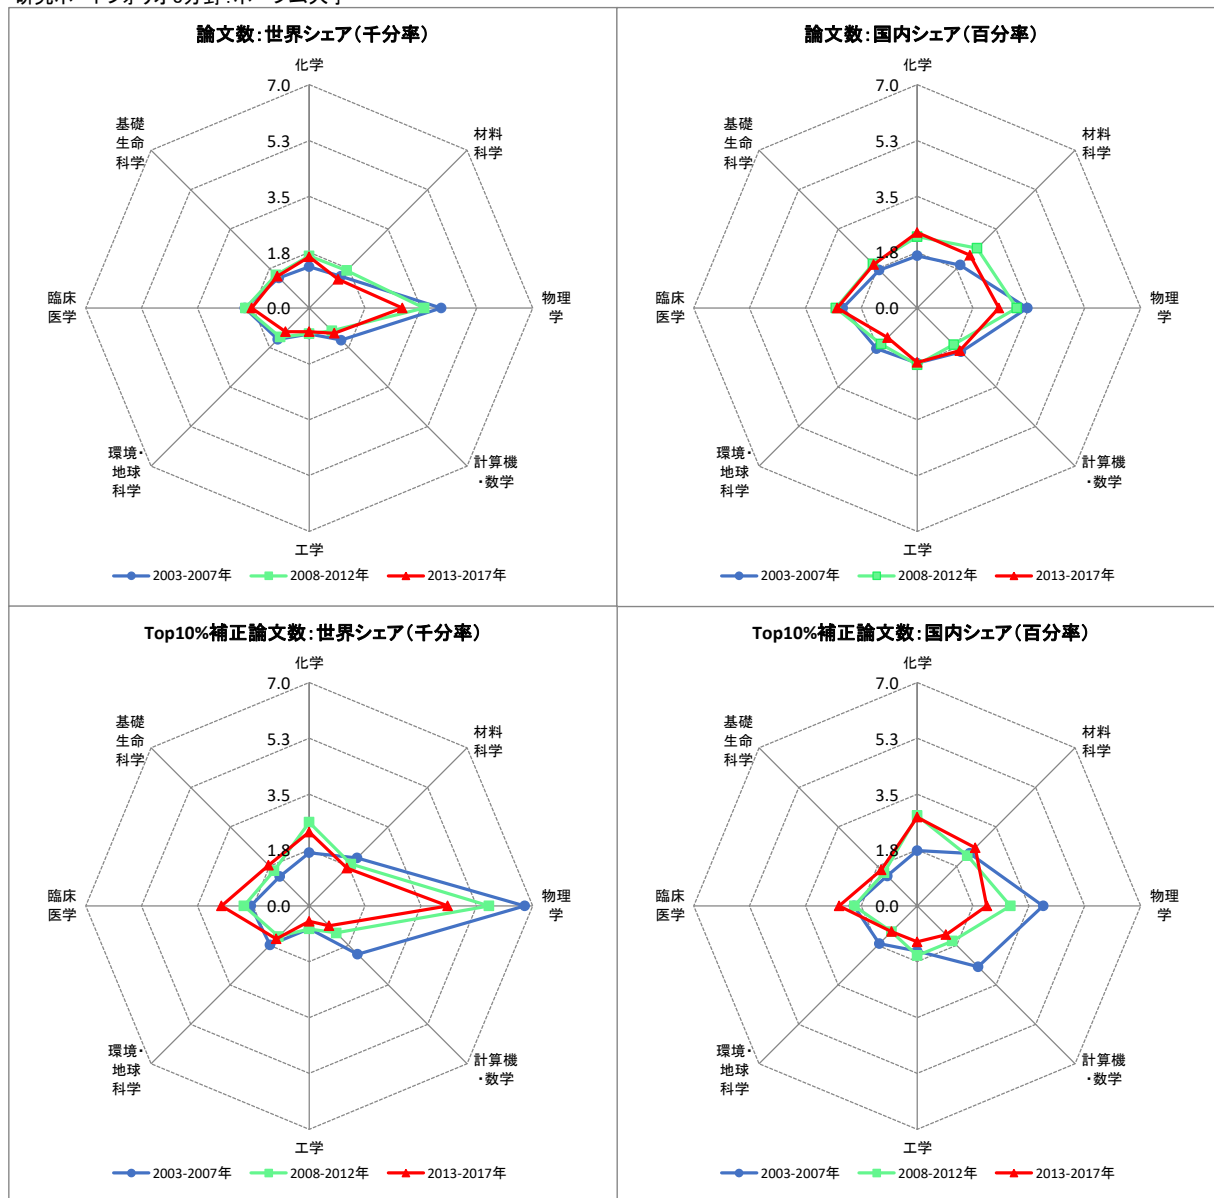 論文数：世界シェア（千分率）
化学
7.0
5.3
3.5
1.8
0.0
材料
科学
物理
学
計算機
・数学
工学
環境・
地球
科学
臨床
医学
基礎
生命
科学
2003-2007年 2008-2012年 2013-2017年
論文数：国内シェア（百分率）
化学
7.0
5.3
3.5
1.8
0.0
材料
科学
物理
学
計算機
・数学
工学
環境・
地球
科学
臨床
医学
基礎
生命
科学
2003-2007年 2008-2012年 2013-2017年
Top10%補正論文数：世界シェア（千分率）
化学
7.0
5.3
3.5
1.8
0.0
材料
科学
物理
学
計算機
・数学
工学
環境・
地球
科学
臨床
医学
基礎
生命
科学
2003-2007年 2008-2012年 2013-2017年
Top10%補正論文数：国内シェア（百分率）
化学
7.0
5.3
3.5
1.8
0.0
材料
科学
物理
学
計算機
・数学
工学
環境・
地球
科学
臨床
医学
基礎
生命
科学
2003-2007年 2008-2012年 2013-2017年